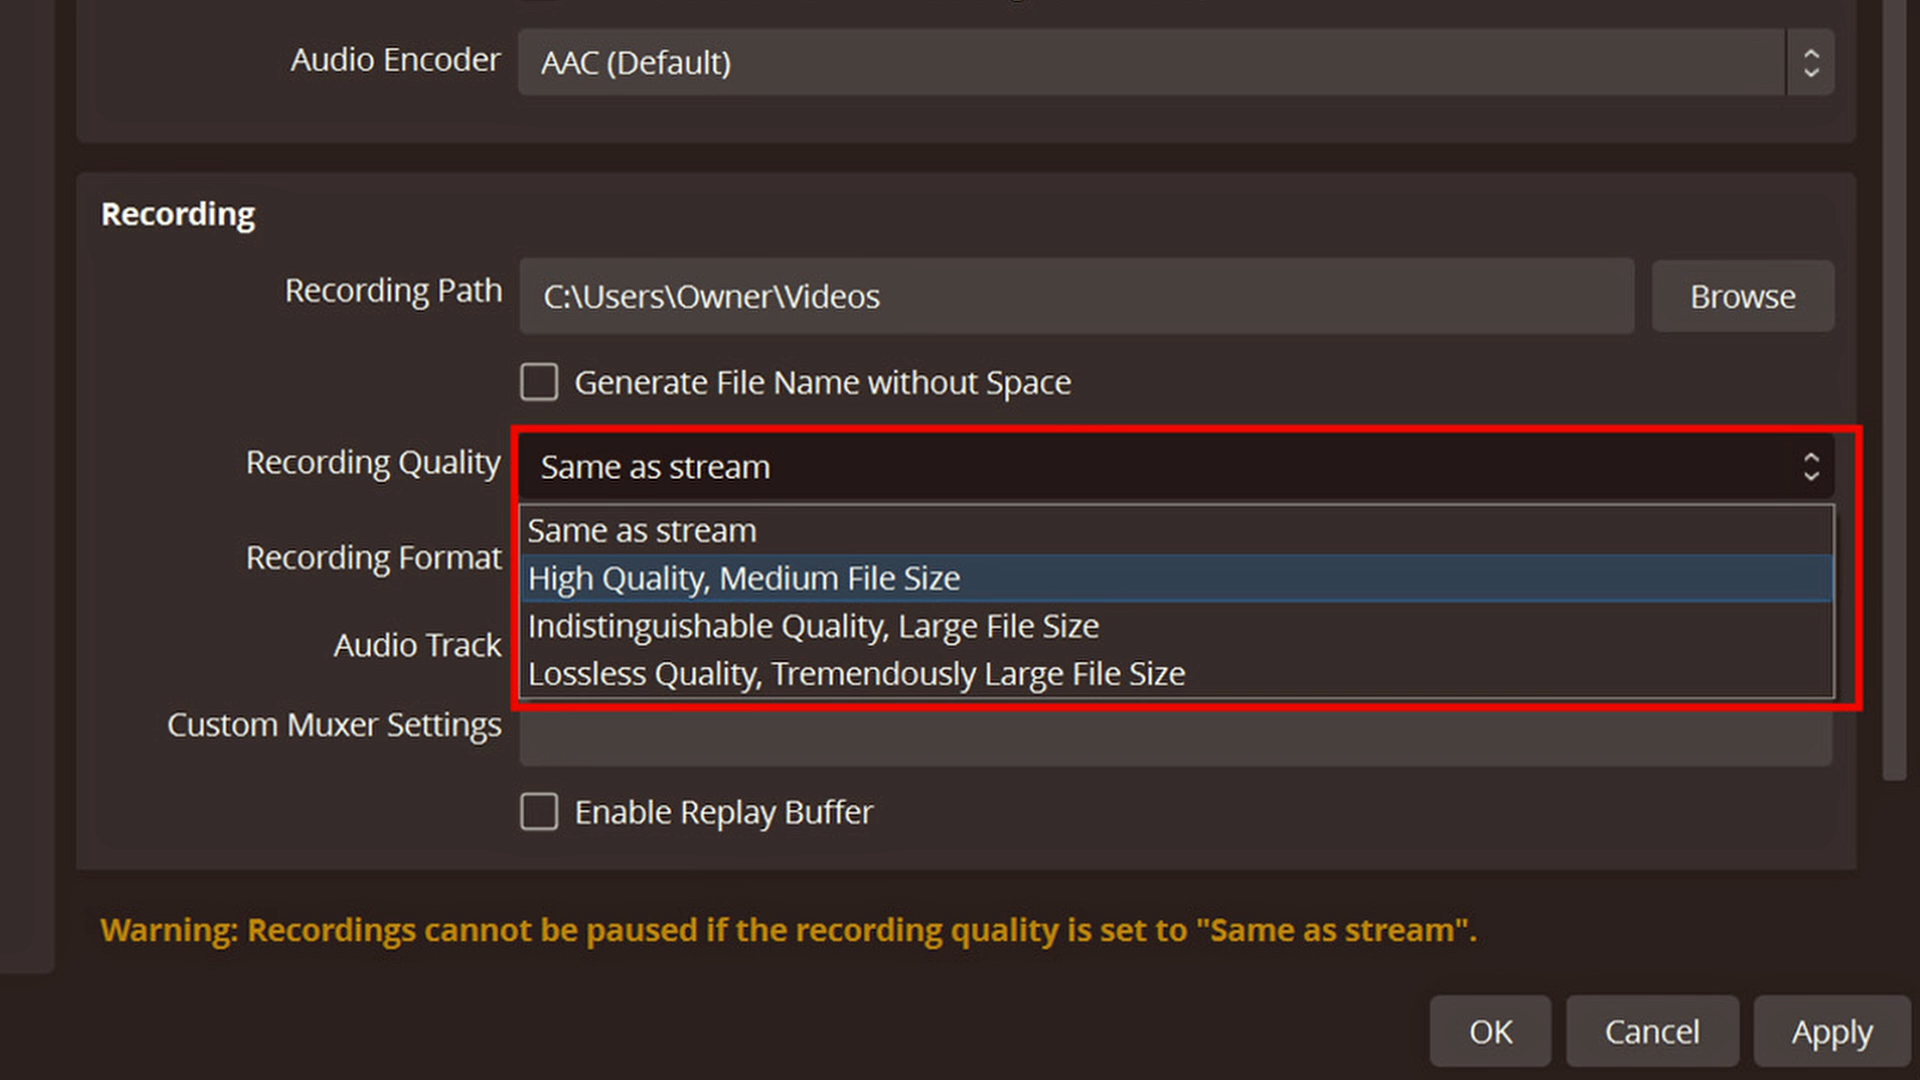 Audio Encoder AAC (Default)
Recording
Recording Path C:\Users\Owner\Videos Browse
Generate File Name without Space
Recording Quality Same as stream
Same as stream
Recording Format
High Quality, Medium File Size
Indistinguishable Quality, Large File Size
Audio Track
Lossless Quality, Tremendously Large File Size
Custom Muxer Settings
Enable Replay Buffer
Warning: Recordings cannot be paused if the recording quality is set to "Same as stream".
OK Cancel Apply